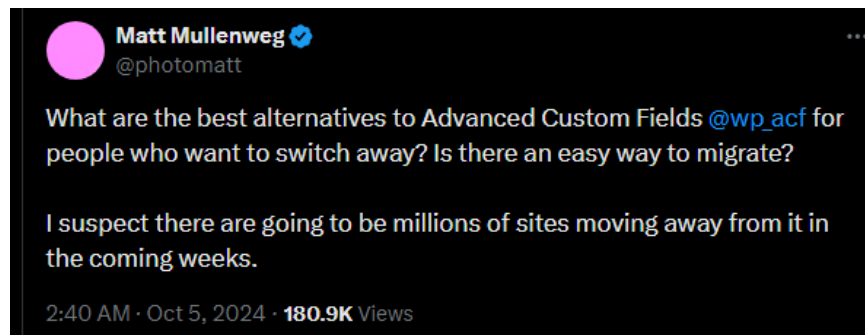 Matt Mullenweg
@photomatt
What are the best alternatives to Advanced Custom Fields @wp_acf for
people who want to switch away? Is there an easy way to migrate?
I suspect there are going to be millions of sites moving away from it in
the coming weeks.
2:40 AM · Oct 5, 2024 · 180.9K Views